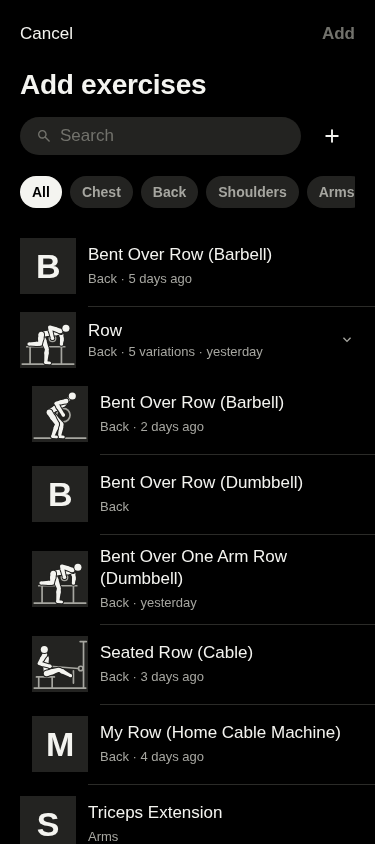 Cancel
Add
Add exercises
Search
+
All
Chest
Back
Shoulders
Arms
B
Bent Over Row (Barbell)
Back · 5 days ago
Row
Back · 5 variations · yesterday
Bent Over Row (Barbell)
Back · 2 days ago
B
Bent Over Row (Dumbbell)
Back
Bent Over One Arm Row
(Dumbbell)
Back · yesterday
Seated Row (Cable)
Back · 3 days ago
M
My Row (Home Cable Machine)
Back · 4 days ago
S
Triceps Extension
Arms